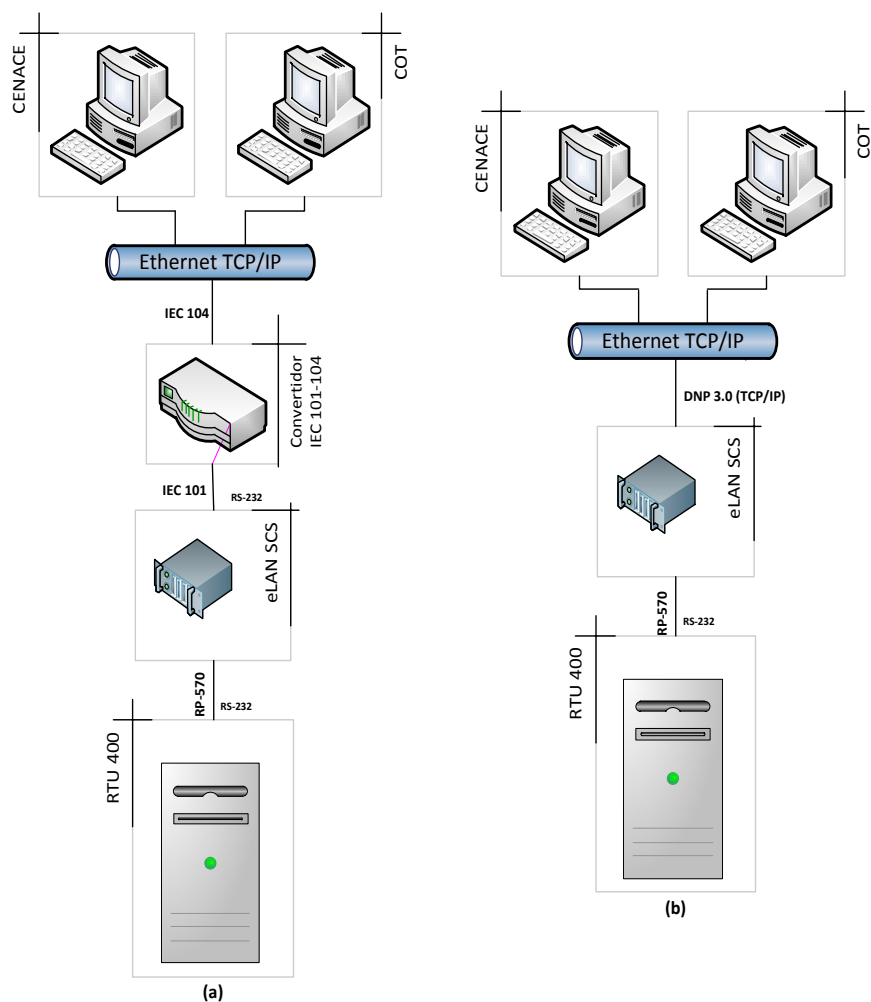 CENACE
COT
Ethernet TCP/IP
IEC 104
Convertidor
IEC 101-104
IEC 101
RS-232
eLAN SCS
RP-570
RS-232
RTU 400
(a)
CENACE
COT
Ethernet TCP/IP
DNP 3.0 (TCP/IP)
eLAN SCS
RP-570
RS-232
RTU 400
(b)